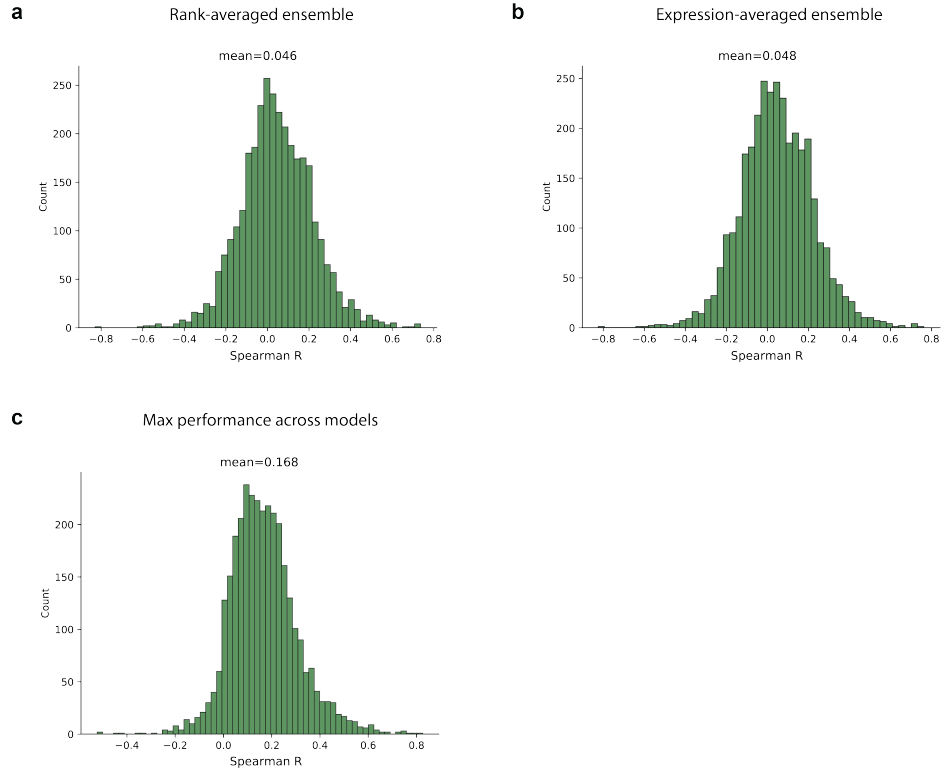 a
Rank-averaged ensemble
mean=0.046
250
200
150
100
50
0
Count
−0.8 −0.6 −0.4 −0.2 0.0 0.2 0.4 0.6 0.8
Spearman R
b
Expression-averaged ensemble
mean=0.048
250
200
150
100
50
0
Count
−0.8 −0.6 −0.4 −0.2 0.0 0.2 0.4 0.6 0.8
Spearman R
c
Max performance across models
mean=0.168
200
150
100
50
0
Count
−0.4 −0.2 0.0 0.2 0.4 0.6 0.8
Spearman R